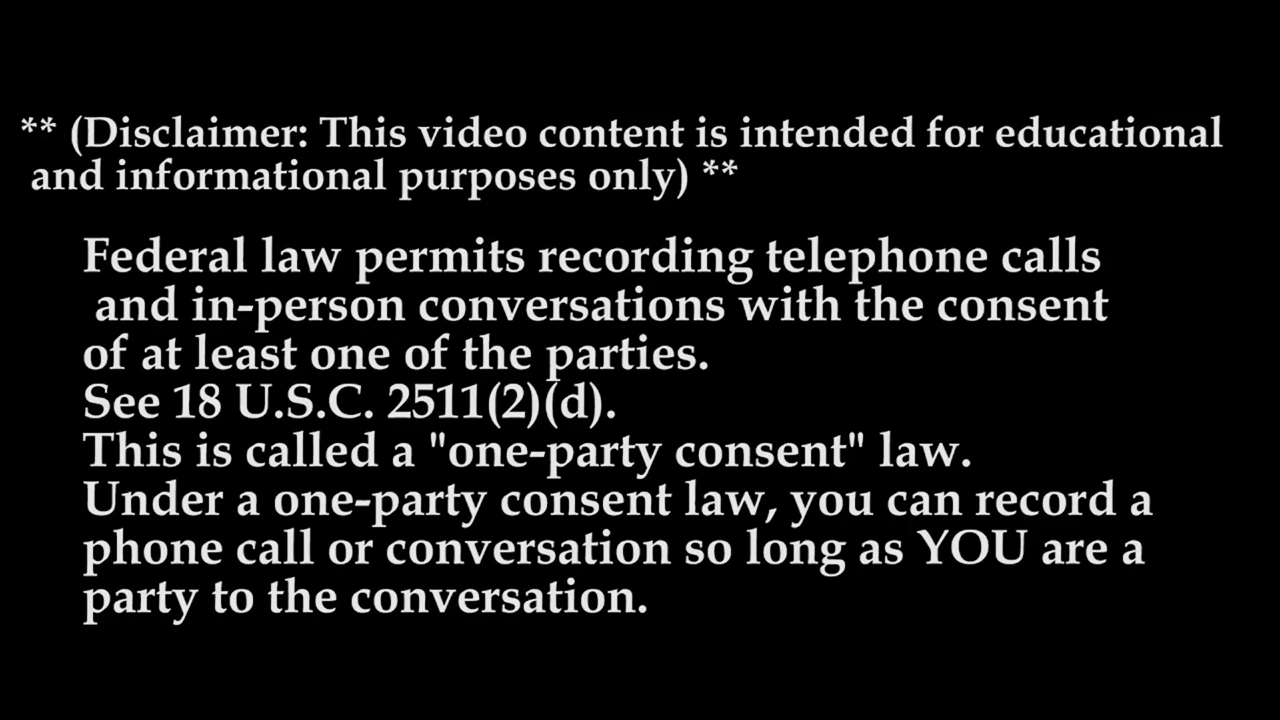 ** (Disclaimer: This video content is intended for educational
and informational purposes only) **
Federal law permits recording telephone calls
and in-person conversations with the consent
of at least one of the parties.
See 18 U.S.C. 2511(2)(d).
This is called a "one-party consent" law.
Under a one-party consent law, you can record a
phone call or conversation so long as YOU are a
party to the conversation.